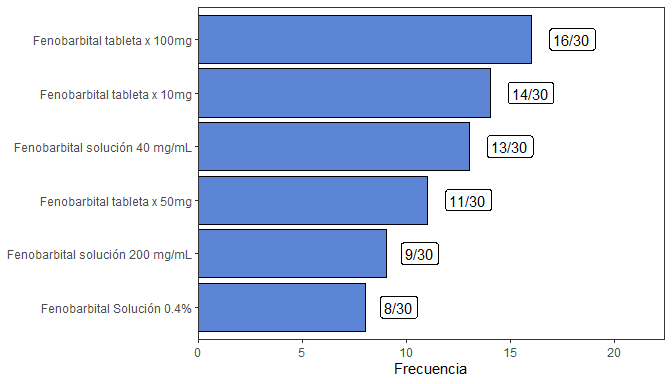 Fenobarbital tableta x 100mg
16/30
Fenobarbital tableta x 10mg
14/30
Fenobarbital solución 40 mg/mL
13/30
Fenobarbital tableta x 50mg
11/30
Fenobarbital solución 200 mg/mL
9/30
Fenobarbital Solución 0.4%
8/30
0 5 10 15 20
Frecuencia